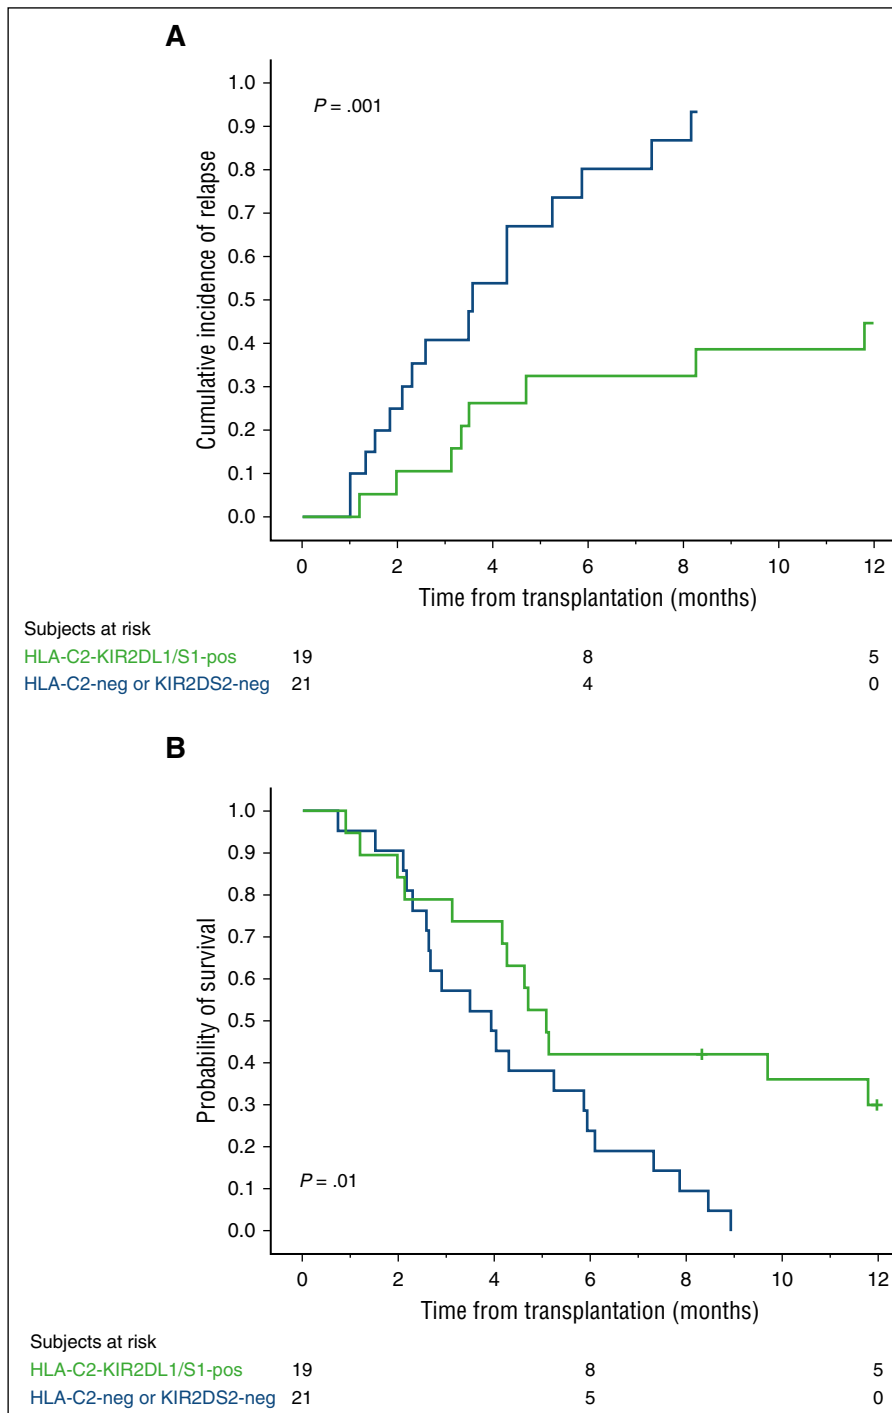 A
1.0
P = .001
0.9
0.8
0.7
0.6
0.5
0.4
0.3
0.2
0.1
0.0
Cumulative incidence of relapse
0 2 4 6 8 10 12
Time from transplantation (months)
Subjects at risk
HLA-C2-KIR2DL1/S1-pos 19 8 5
HLA-C2-neg or KIR2DS2-neg 21 4 0
B
1.0
0.9
0.8
0.7
0.6
0.5
0.4
0.3
0.2
0.1
0.0
Probability of survival
P = .01
0 2 4 6 8 10 12
Time from transplantation (months)
Subjects at risk
HLA-C2-KIR2DL1/S1-pos 19 8 5
HLA-C2-neg or KIR2DS2-neg 21 5 0